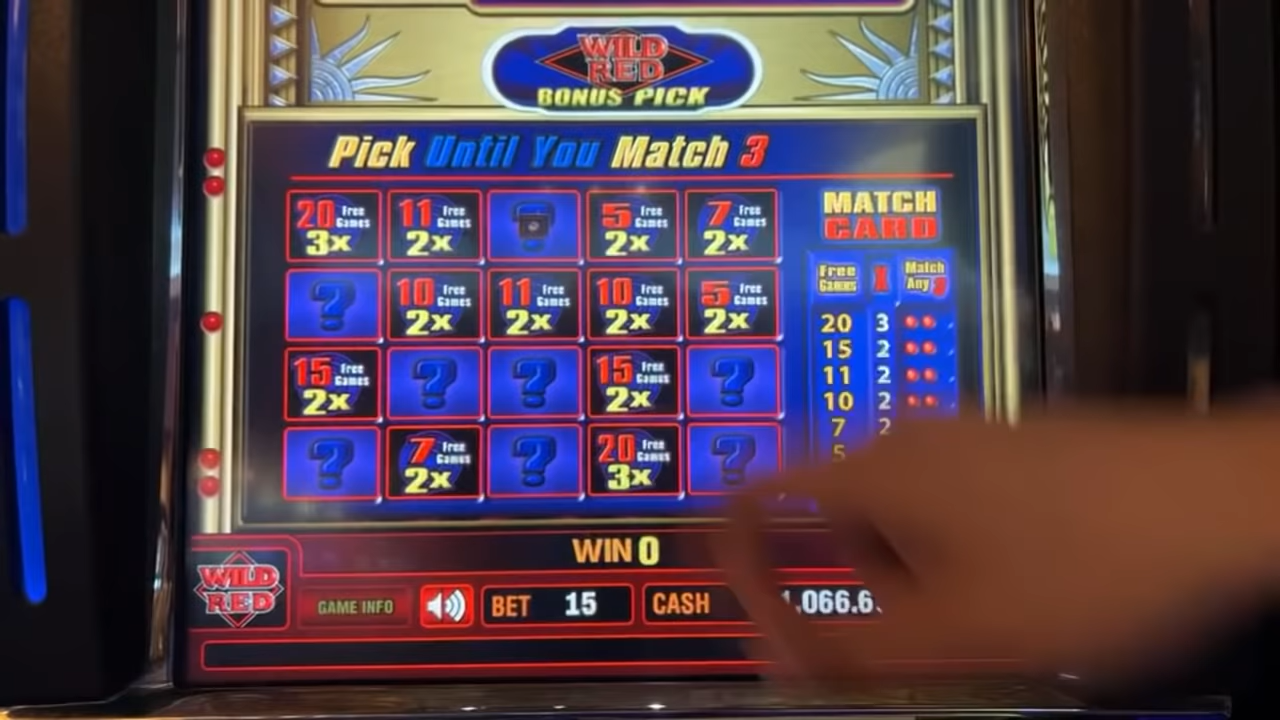 WILD
RED
BONUS PICK
Pick Until You Match 3
20 Free Games 3x
11 Free Games 2x
5 Free Games 2x
7 Free Games 2x
? 10 Free Games 2x
11 Free Games 2x
10 Free Games 2x
5 Free Games 2x
15 Free Games 2x
? ? 15 Free Games 2x
?
? 7 Free Games 2x
? 20 Free Games 3x
?
MATCH
CARD
Free Games X Match Any 3
20 3
15 2
11 2
10 2
7 2
5
WIN 0
WILD
RED
GAME INFO
BET 15
CASH 1,066.6